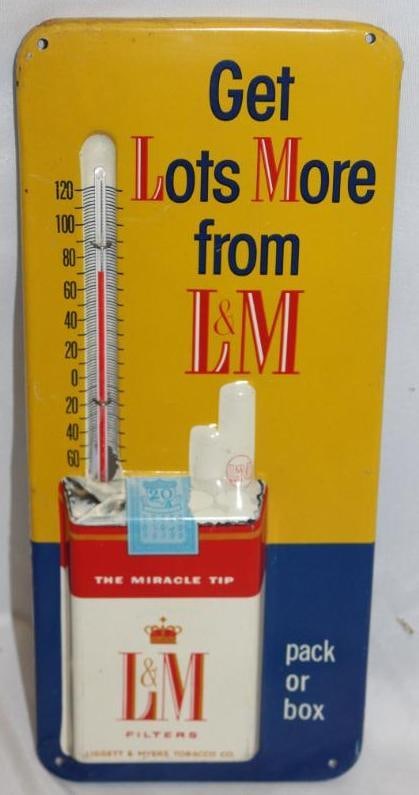 Get
Lots More
from
L&M
120
100
80
60
40
20
0
20
40
60
20
THE MIRACLE TIP
L&M
FILTERS
LIGGETT & MYERS TOBACCO CO.
pack
or
box